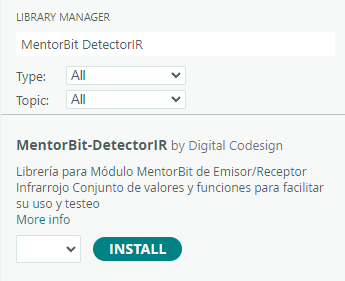 LIBRARY MANAGER
MentorBit DetectorIR
Type: All
Topic: All
MentorBit-DetectorIR by Digital Codesign
Librería para Módulo MentorBit de Emisor/Receptor
Infrarrojo Conjunto de valores y funciones para facilitar
su uso y testeo
More info
INSTALL